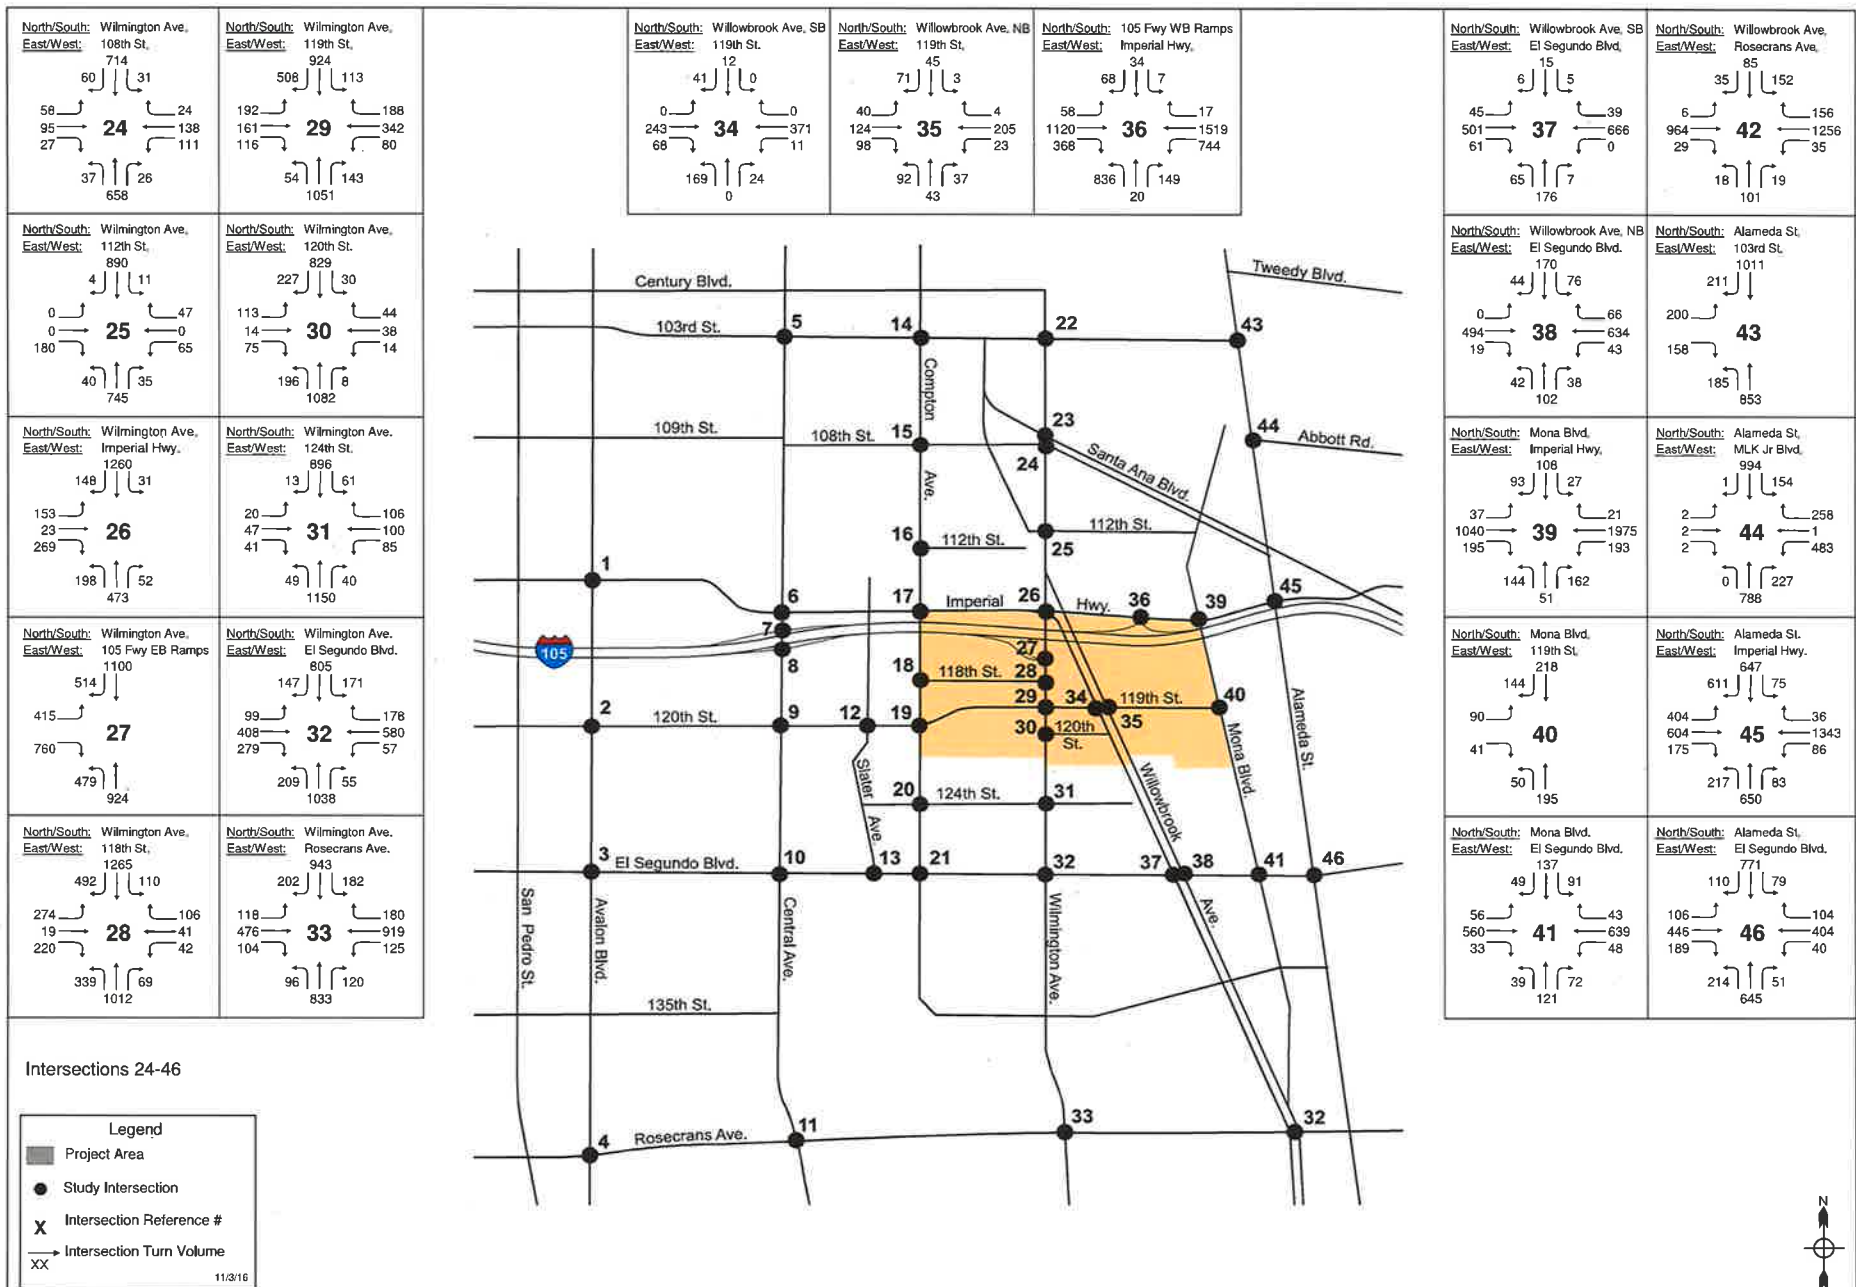 North/South: Wilmington Ave.
East/West: 108th St.
714
60 31
58 24
95 24 138
27 111
37 26
658
North/South: Wilmington Ave.
East/West: 119th St.
924
508 113
192 188
161 29 342
116 80
54 143
1051
North/South: Wilmington Ave.
East/West: 112th St.
890
4 11
0 47
0 25 0
180 65
40 35
745
North/South: Wilmington Ave.
East/West: 120th St.
829
227 30
113 44
14 30 38
75 14
196 8
1082
North/South: Wilmington Ave.
East/West: Imperial Hwy.
1260
148 31
153
23 26
269
198 52
473
North/South: Wilmington Ave.
East/West: 124th St.
896
13 61
20 106
47 31 100
41 85
49 40
1150
North/South: Wilmington Ave.
East/West: 105 Fwy EB Ramps
1100
514
415
27
760
479
924
North/South: Wilmington Ave.
East/West: El Segundo Blvd.
805
147 171
99 178
408 32 580
279 57
209 55
1038
North/South: Wilmington Ave.
East/West: 118th St.
1265
492 110
274 106
19 28 41
220 42
339 69
1012
North/South: Wilmington Ave.
East/West: Rosecrans Ave.
943
202 182
118 180
476 33 919
104 125
96 120
833
North/South: Willowbrook Ave. SB
East/West: 119th St.
12
41 0
0 0
243 34 371
68 11
169 24
0
North/South: Willowbrook Ave. NB
East/West: 119th St.
45
71 3
40 4
124 35 205
98 23
92 37
43
North/South: 105 Fwy WB Ramps
East/West: Imperial Hwy.
34
68 7
58 17
1120 36 1519
368 744
836 149
20
North/South: Willowbrook Ave. SB
East/West: El Segundo Blvd.
15
6 5
45 39
501 37 666
61 0
65 7
176
North/South: Willowbrook Ave.
East/West: Rosecrans Ave.
85
35 152
6 156
964 42 1256
29 35
18 19
101
North/South: Willowbrook Ave. NB
East/West: El Segundo Blvd.
170
44 76
0 66
494 38 634
19 43
42 38
102
North/South: Alameda St.
East/West: 103rd St.
1011
211
200
43
158
185
853
North/South: Mona Blvd.
East/West: Imperial Hwy.
108
93 27
37 21
1040 39 1975
195 193
144 162
51
North/South: Alameda St.
East/West: MLK Jr Blvd.
994
1 154
2 258
2 44 1
2 483
0 227
788
North/South: Mona Blvd.
East/West: 119th St.
218
144
90
40
41
50
195
North/South: Alameda St.
East/West: Imperial Hwy.
647
611 75
404 36
604 45 1343
175 86
217 83
650
North/South: Mona Blvd.
East/West: El Segundo Blvd.
137
49 91
56 43
560 41 639
33 48
39 72
121
North/South: Alameda St.
East/West: El Segundo Blvd.
771
110 79
106 104
446 46 404
189 40
214 51
645
Tweedy Blvd.
Century Blvd.
103rd St.
5 14 22 43
Compton
Ave.
109th St.
108th St.
15 23 24 44
Abbott Rd.
Santa Ana Blvd.
112th St.
16 112th St. 25
1 6 17 Imperial 26 Hwy. 36 39 45
7
105
8 27
18 118th St. 28
2 120th St. 9 12 19 29 34 119th St. 40
30 120th St. 35
Slater
Ave.
Willowbrook
Ave.
Mona Blvd.
Alameda St.
20 124th St. 31
3 El Segundo Blvd. 10 13 21 32 37 38 41 46
San Pedro St.
Avalon Blvd.
Central Ave.
Wilmington Ave.
135th St.
4 Rosecrans Ave. 11 33 32
Intersections 24-46
Legend
Project Area
Study Intersection
X Intersection Reference #
Intersection Turn Volume
XX
11/3/16
N